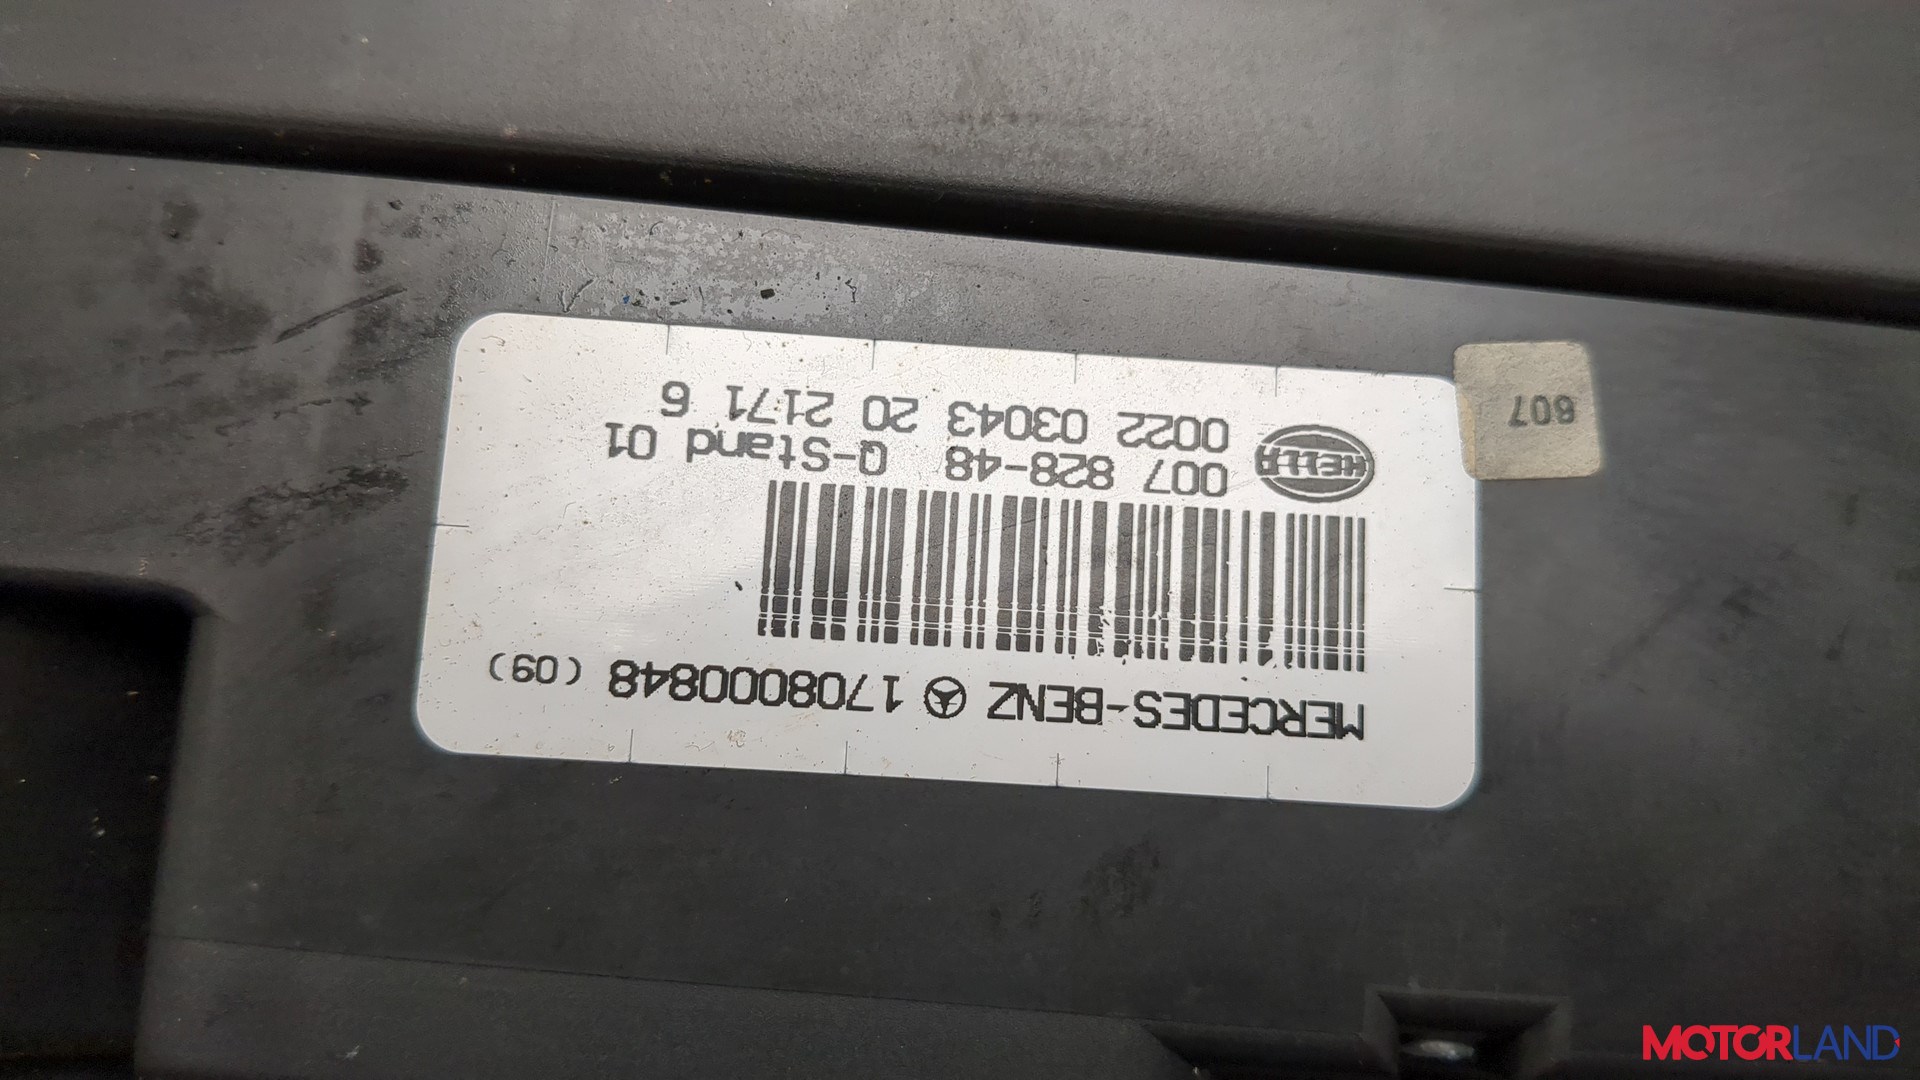 MERCEDES-BENZ 1708000848 (09)
HELLA
007 828-48 Q-Stand 01
0022 03043 20 2171 6
607
MOTORLAND